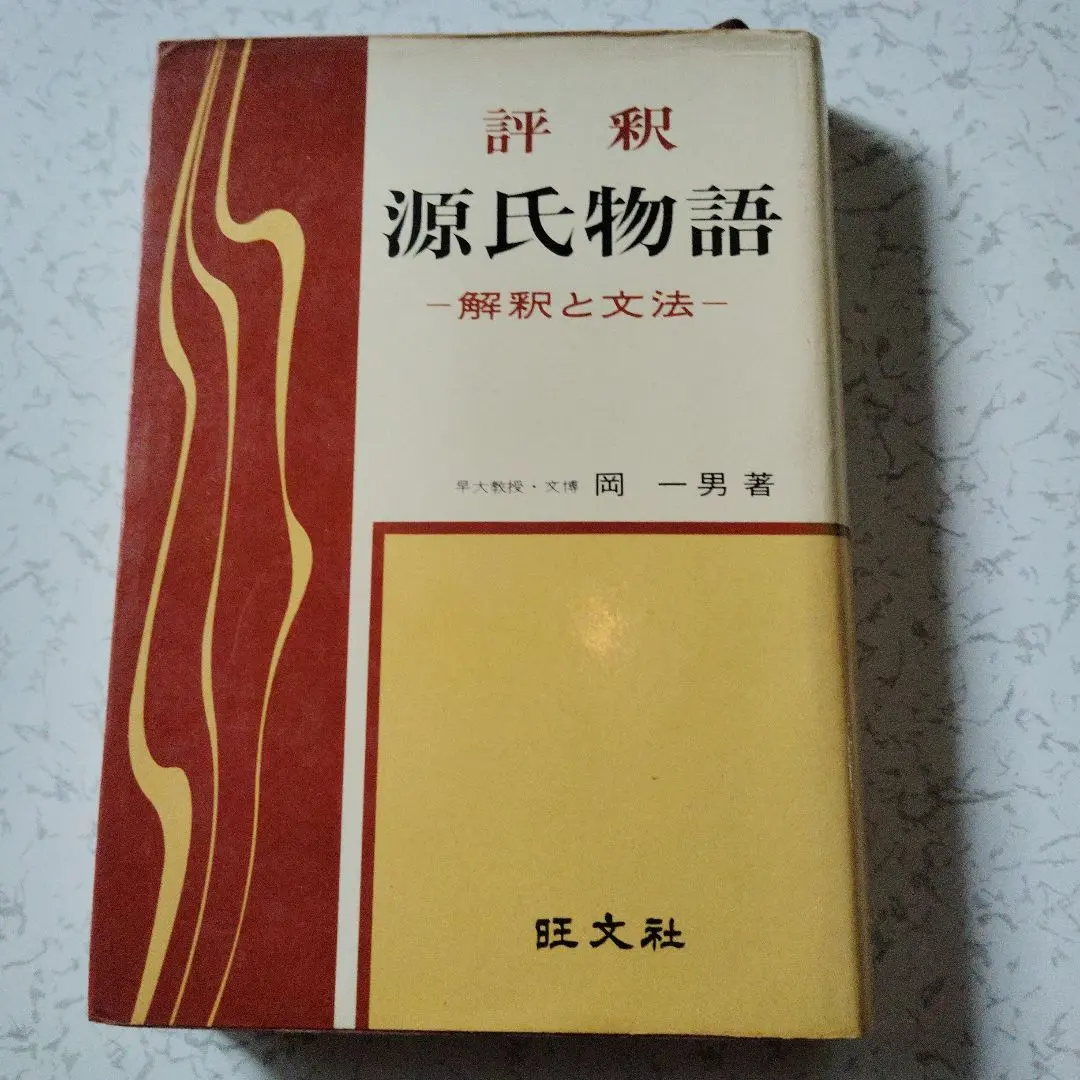 評釈
源氏物語
－解釈と文法－
早大教授・文博 岡一男著
旺文社